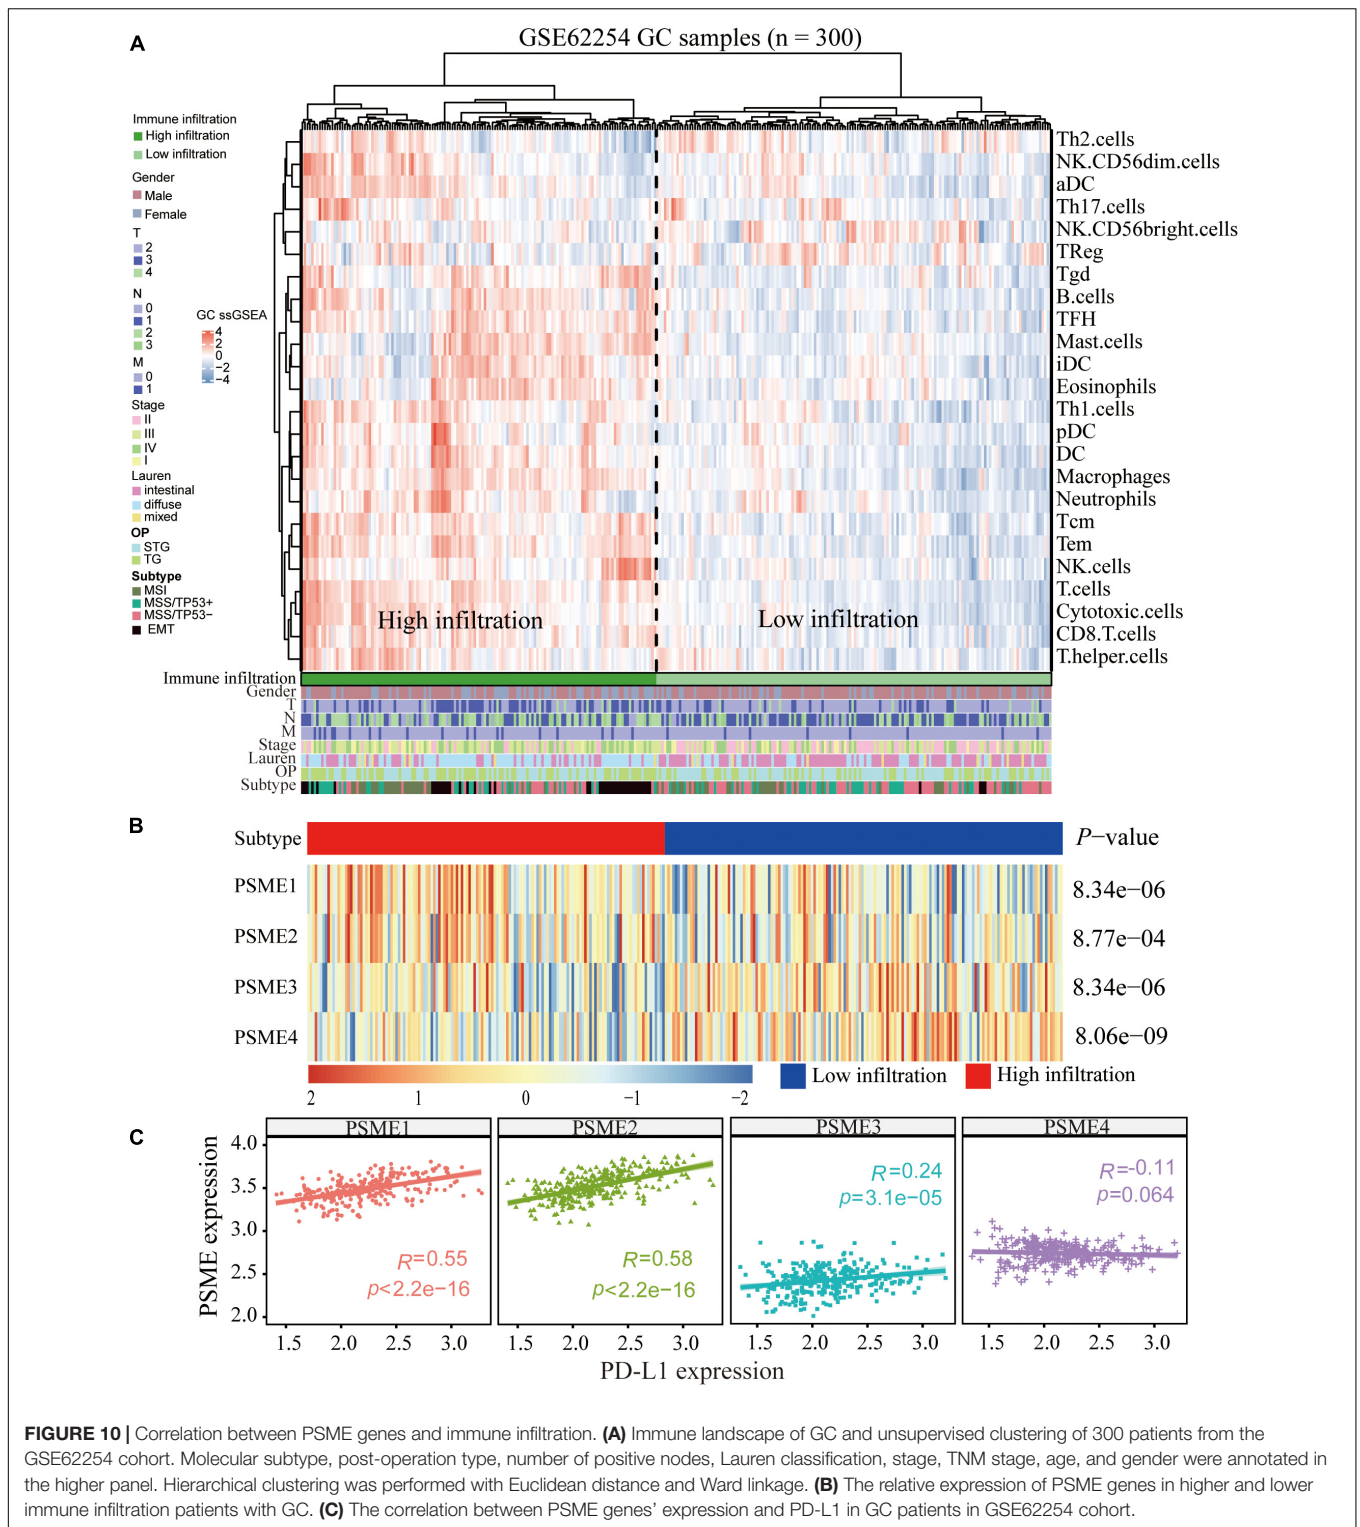 A
GSE62254 GC samples (n = 300)
Immune infiltration
High infiltration
Low infiltration
Gender
Male
Female
T
2
3
4
N
0
1
2
3
M
0
1
Stage
II
III
IV
I
Lauren
intestinal
diffuse
mixed
OP
STG
TG
Subtype
MSI
MSS/TP53+
MSS/TP53−
EMT
GC ssGSEA
4
2
0
−2
−4
Th2.cells
NK.CD56dim.cells
aDC
Th17.cells
NK.CD56bright.cells
TReg
Tgd
B.cells
TFH
Mast.cells
iDC
Eosinophils
Th1.cells
pDC
DC
Macrophages
Neutrophils
Tcm
Tem
NK.cells
T.cells
Cytotoxic.cells
CD8.T.cells
T.helper.cells
High infiltration
Low infiltration
Immune infiltration
Gender
T
N
M
Stage
Lauren
OP
Subtype
B
Subtype
P−value
PSME1
8.34e−06
PSME2
8.77e−04
PSME3
8.34e−06
PSME4
8.06e−09
2 1 0 −1 −2
Low infiltration
High infiltration
C
PSME1
PSME2
PSME3
PSME4
PSME expression
4.0
3.5
3.0
2.5
2.0
R=0.55
p<2.2e−16
R=0.58
p<2.2e−16
R=0.24
p=3.1e−05
R=-0.11
p=0.064
1.5 2.0 2.5 3.0
1.5 2.0 2.5 3.0
1.5 2.0 2.5 3.0
1.5 2.0 2.5 3.0
PD-L1 expression
FIGURE 10 | Correlation between PSME genes and immune infiltration. (A) Immune landscape of GC and unsupervised clustering of 300 patients from the
GSE62254 cohort. Molecular subtype, post-operation type, number of positive nodes, Lauren classification, stage, TNM stage, age, and gender were annotated in
the higher panel. Hierarchical clustering was performed with Euclidean distance and Ward linkage. (B) The relative expression of PSME genes in higher and lower
immune infiltration patients with GC. (C) The correlation between PSME genes' expression and PD-L1 in GC patients in GSE62254 cohort.